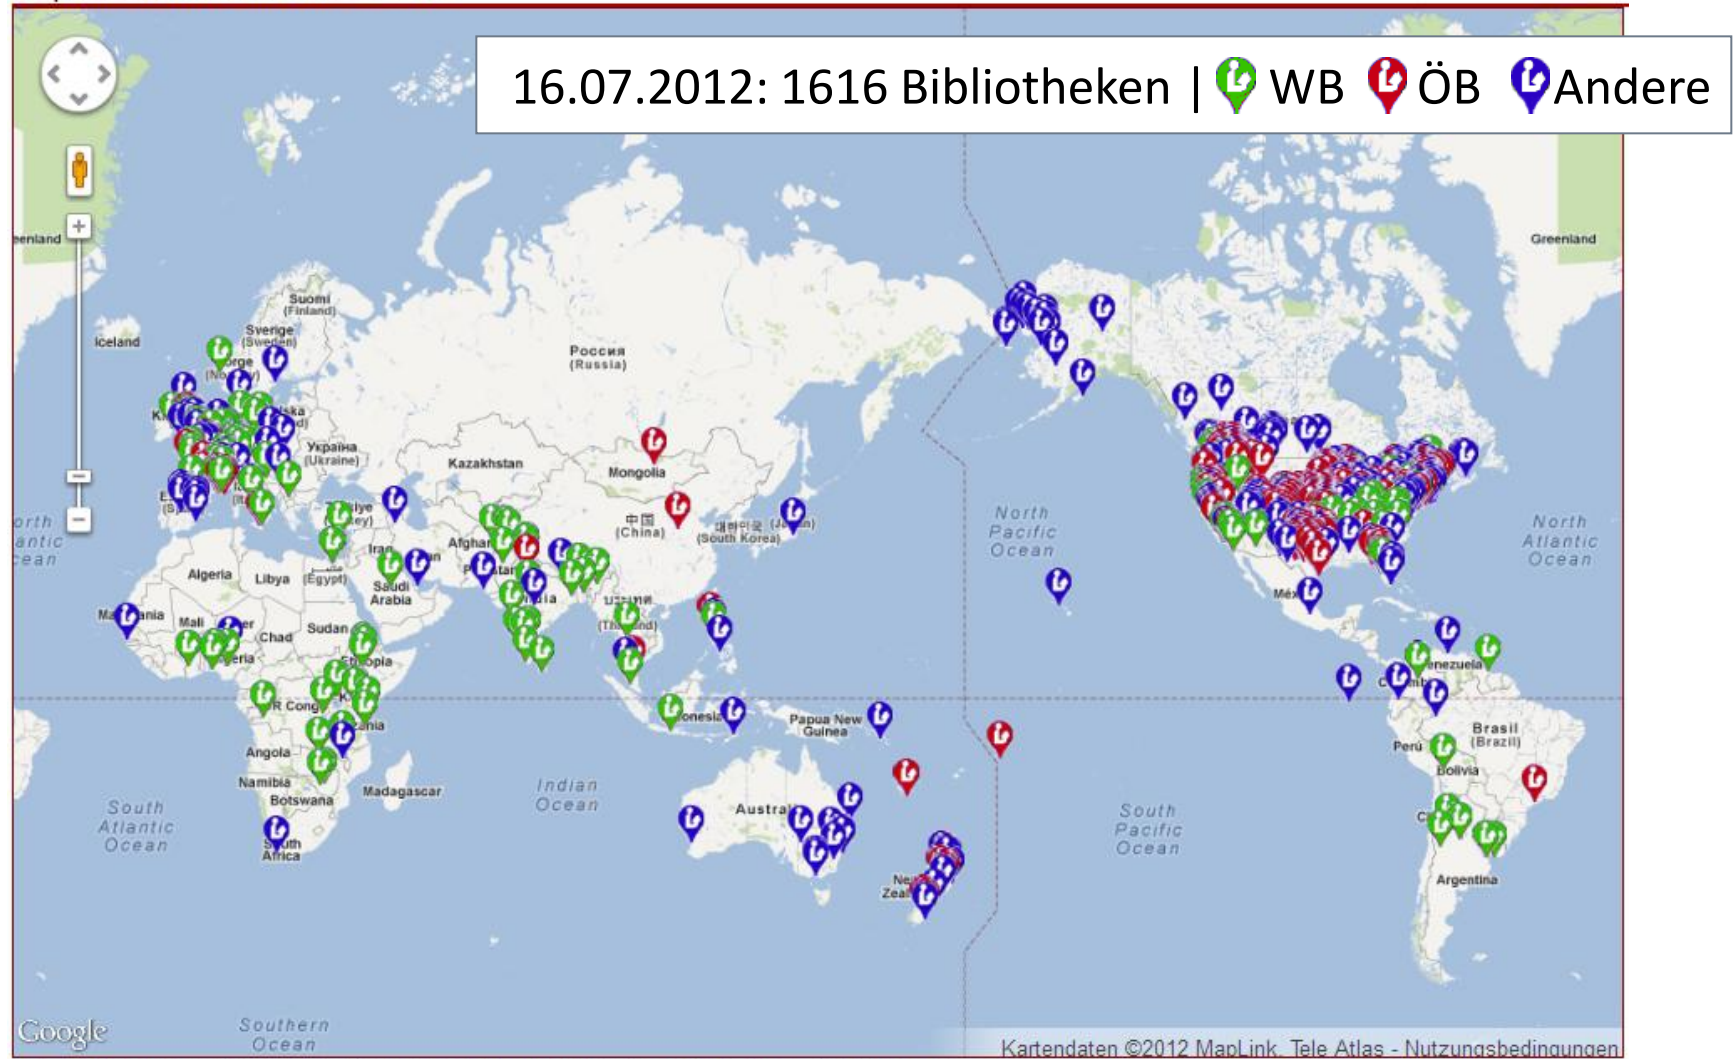 16.07.2012: 1616 Bibliotheken | WB ÖB Andere
Greenland
Iceland
Suomi
(Finland)
Sverige
(Sweden)
Россия
(Russia)
Україна
(Ukraine)
Kazakhstan
Mongolia
中国
(China)
대한민국
(South Korea)
North
Pacific
Ocean
North
Atlantic
Ocean
Algeria
Libya
(Egypt)
Saudi
Arabia
Mali
Chad
Sudan
Angola
Namibia
Botswana
Madagascar
South
Africa
Papua New
Guinea
Indian
Ocean
South
Atlantic
Ocean
South
Pacific
Ocean
Perú
Brasil
(Brazil)
Bolivia
Argentina
Southern
Ocean
Google
Kartendaten ©2012 MapLink, Tele Atlas - Nutzungsbedingungen